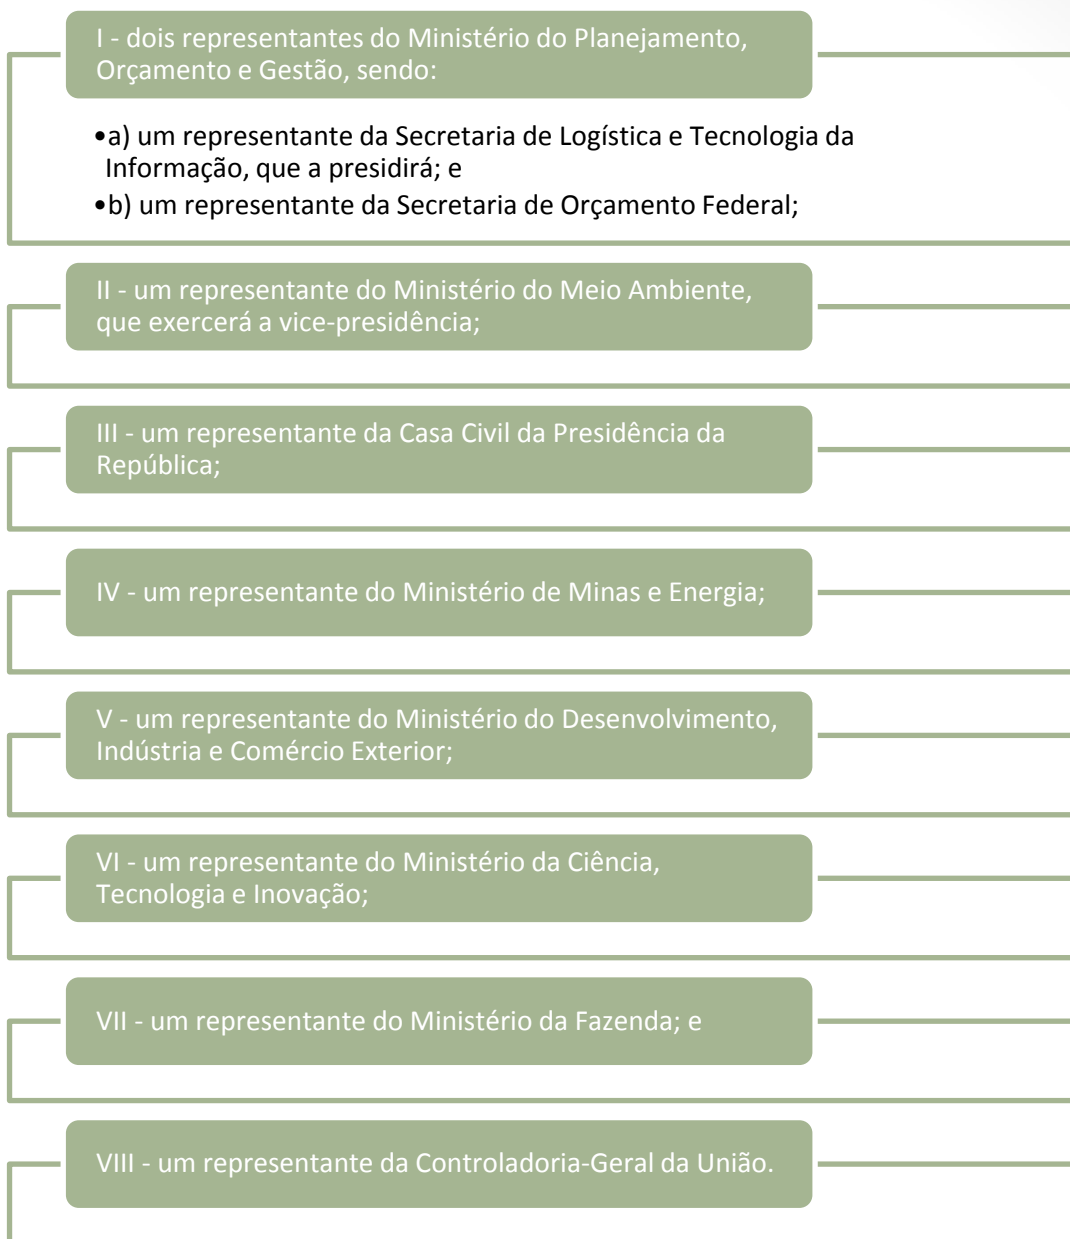 I - dois representantes do Ministério do Planejamento,
Orçamento e Gestão, sendo:
•a) um representante da Secretaria de Logística e Tecnologia da
Informação, que a presidirá; e
•b) um representante da Secretaria de Orçamento Federal;
II - um representante do Ministério do Meio Ambiente,
que exercerá a vice-presidência;
III - um representante da Casa Civil da Presidência da
República;
IV - um representante do Ministério de Minas e Energia;
V - um representante do Ministério do Desenvolvimento,
Indústria e Comércio Exterior;
VI - um representante do Ministério da Ciência,
Tecnologia e Inovação;
VII - um representante do Ministério da Fazenda; e
VIII - um representante da Controladoria-Geral da União.